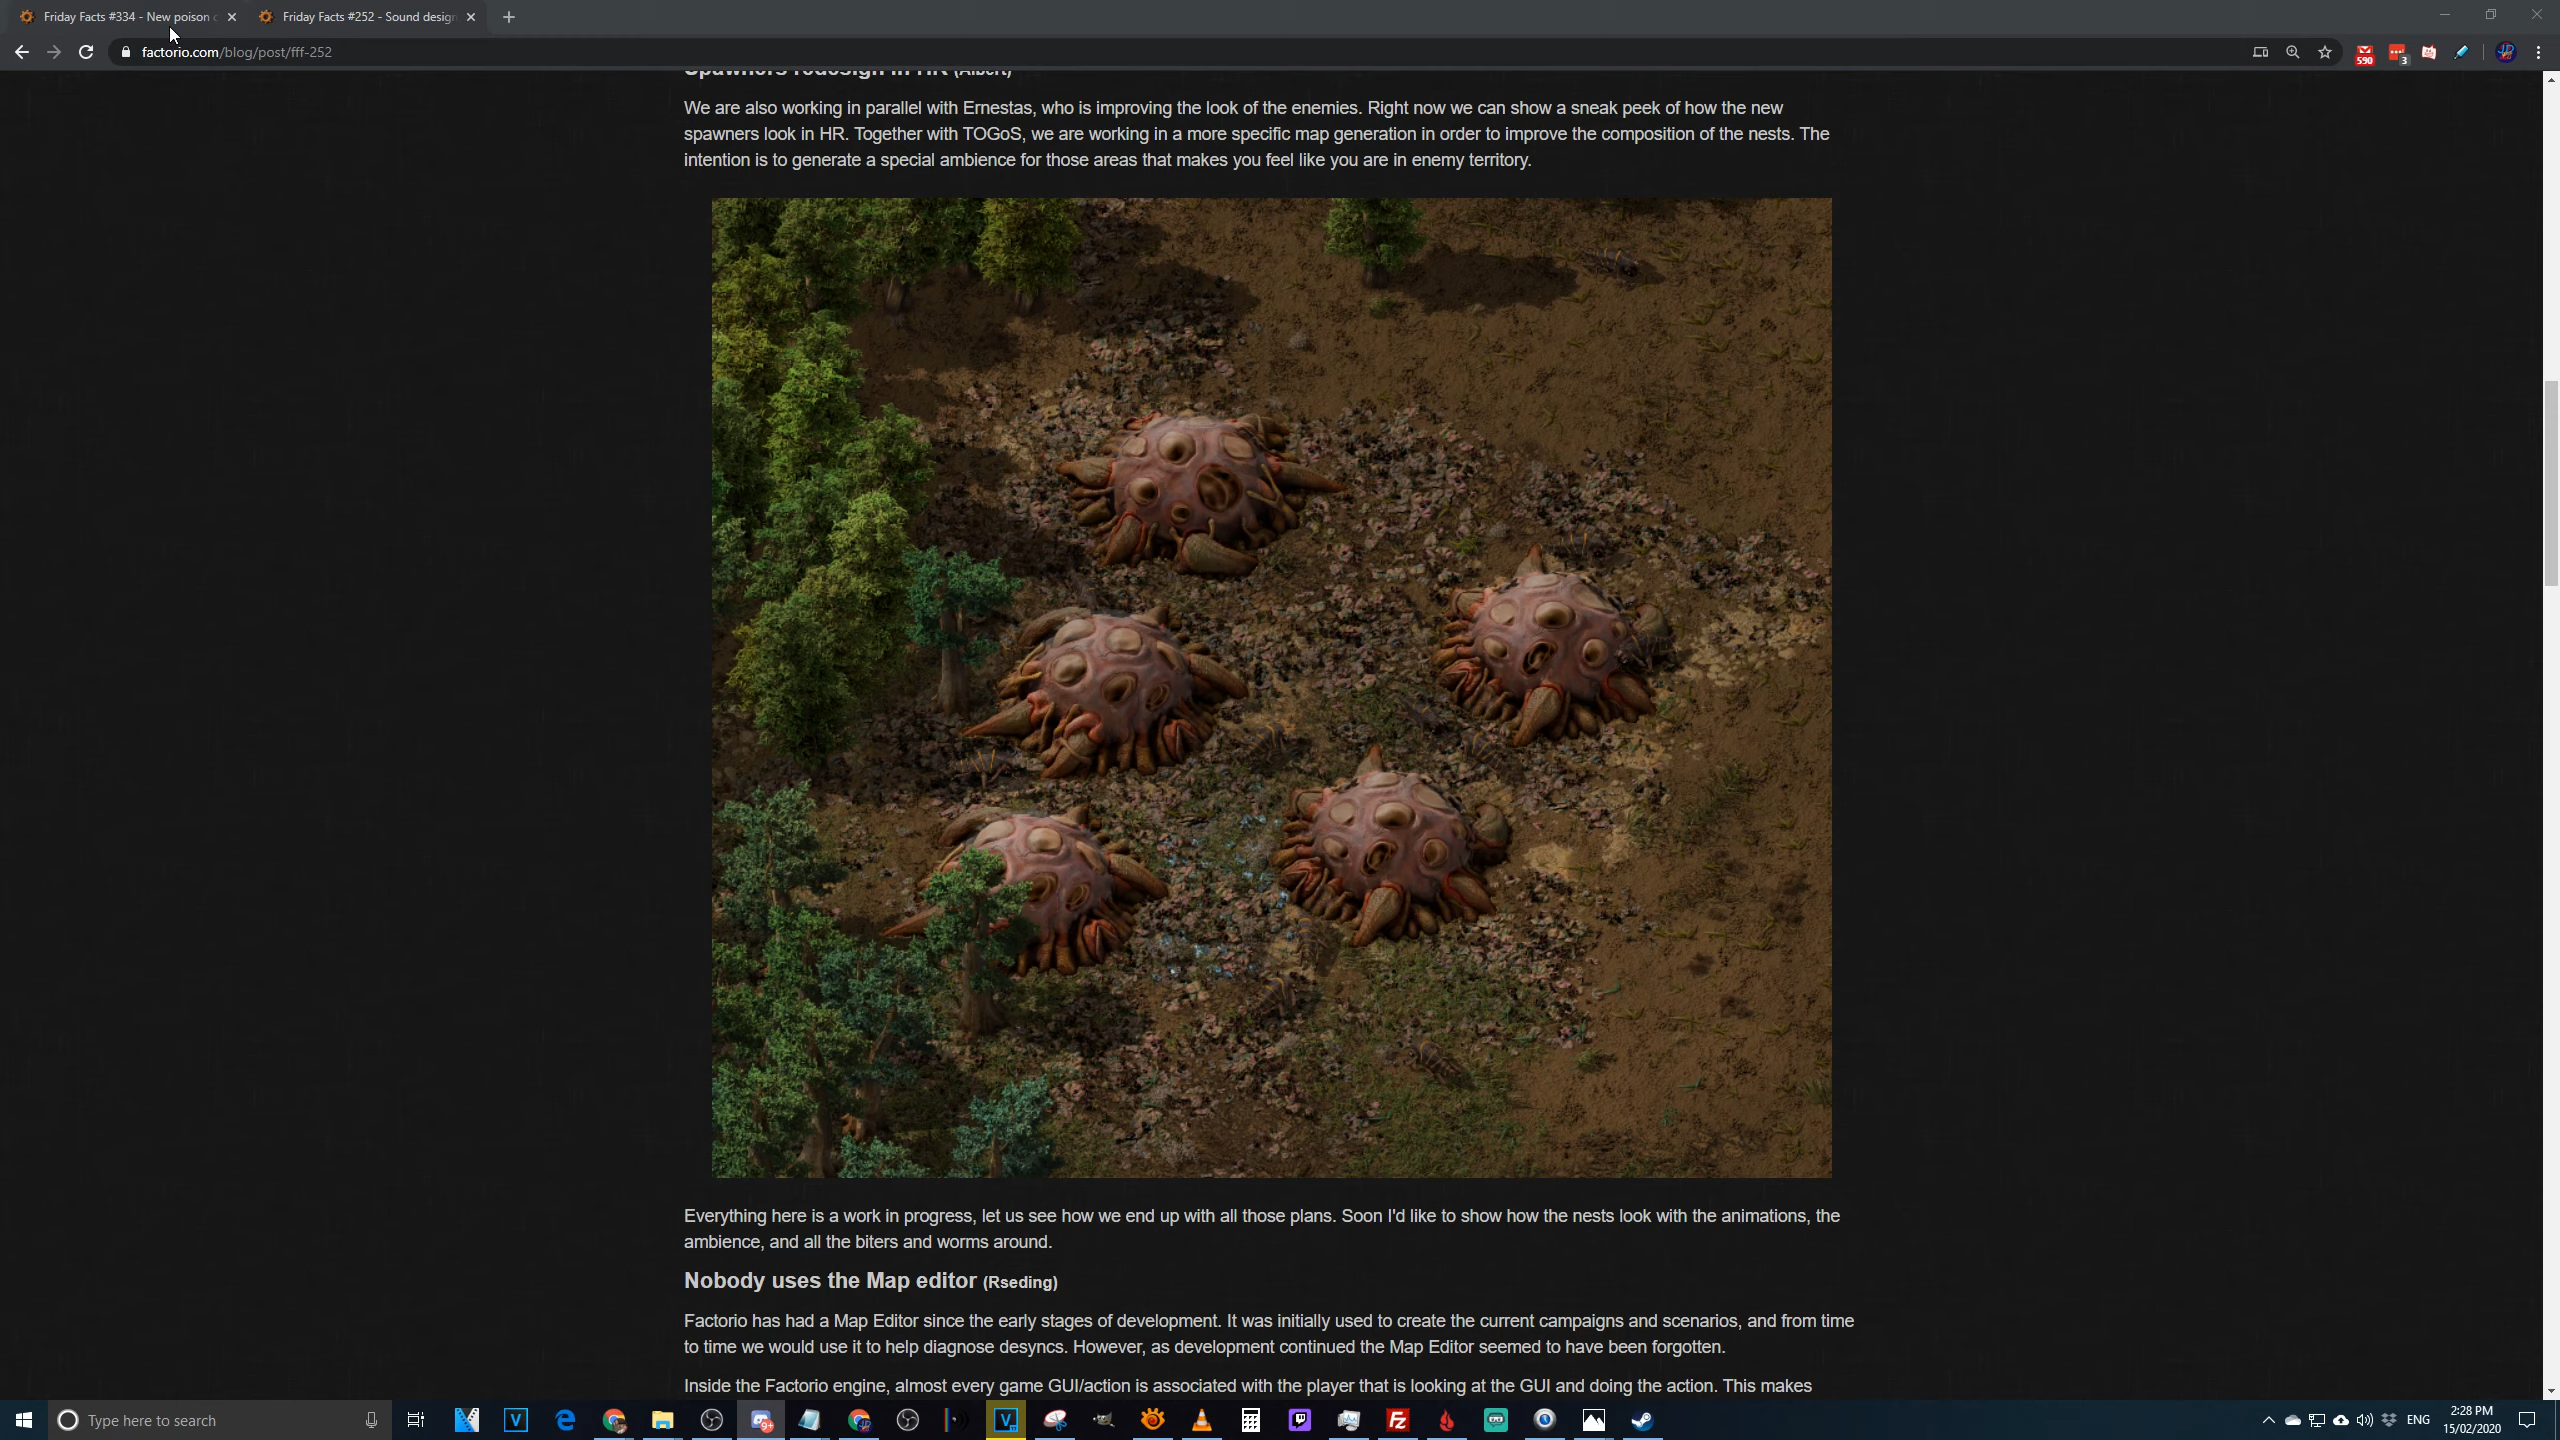 Friday Facts #334 - New poison c
Friday Facts #252 - Sound design
factorio.com/blog/post/fff-252
590
3
Spawners redesign in HR (Albert)
We are also working in parallel with Ernestas, who is improving the look of the enemies. Right now we can show a sneak peek of how the new
spawners look in HR. Together with TOGoS, we are working in a more specific map generation in order to improve the composition of the nests. The
intention is to generate a special ambience for those areas that makes you feel like you are in enemy territory.
Everything here is a work in progress, let us see how we end up with all those plans. Soon I'd like to show how the nests look with the animations, the
ambience, and all the biters and worms around.
Nobody uses the Map editor (Rseding)
Factorio has had a Map Editor since the early stages of development. It was initially used to create the current campaigns and scenarios, and from time
to time we would use it to help diagnose desyncs. However, as development continued the Map Editor seemed to have been forgotten.
Inside the Factorio engine, almost every game GUI/action is associated with the player that is looking at the GUI and doing the action. This makes
Type here to search
V
9+
V
Fz
ENG
2:28 PM
15/02/2020